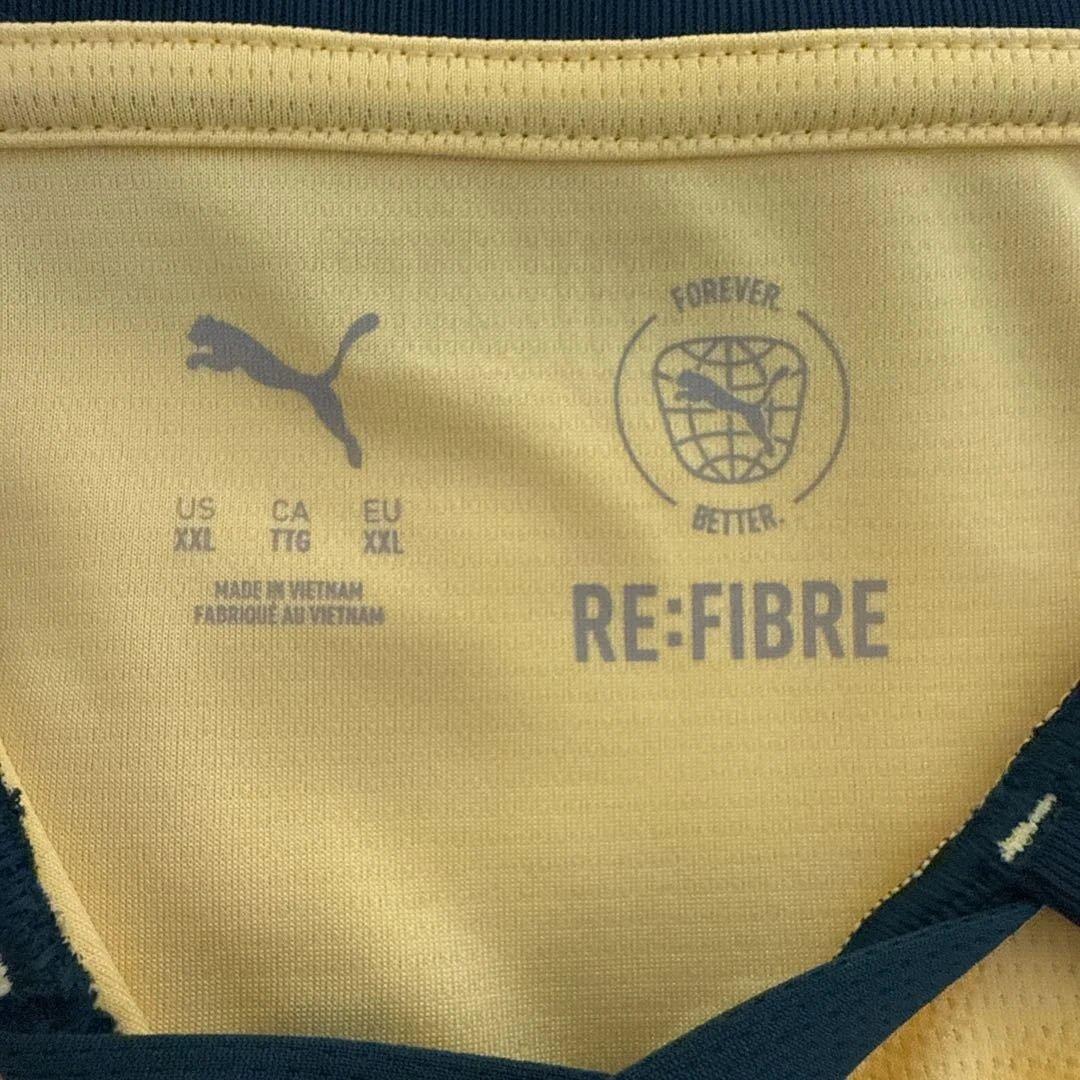 US CA EU
XXL TTG XXL
MADE IN VIETNAM
FABRIQUÉ AU VIETNAM
FOREVER.
BETTER.
RE:FIBRE